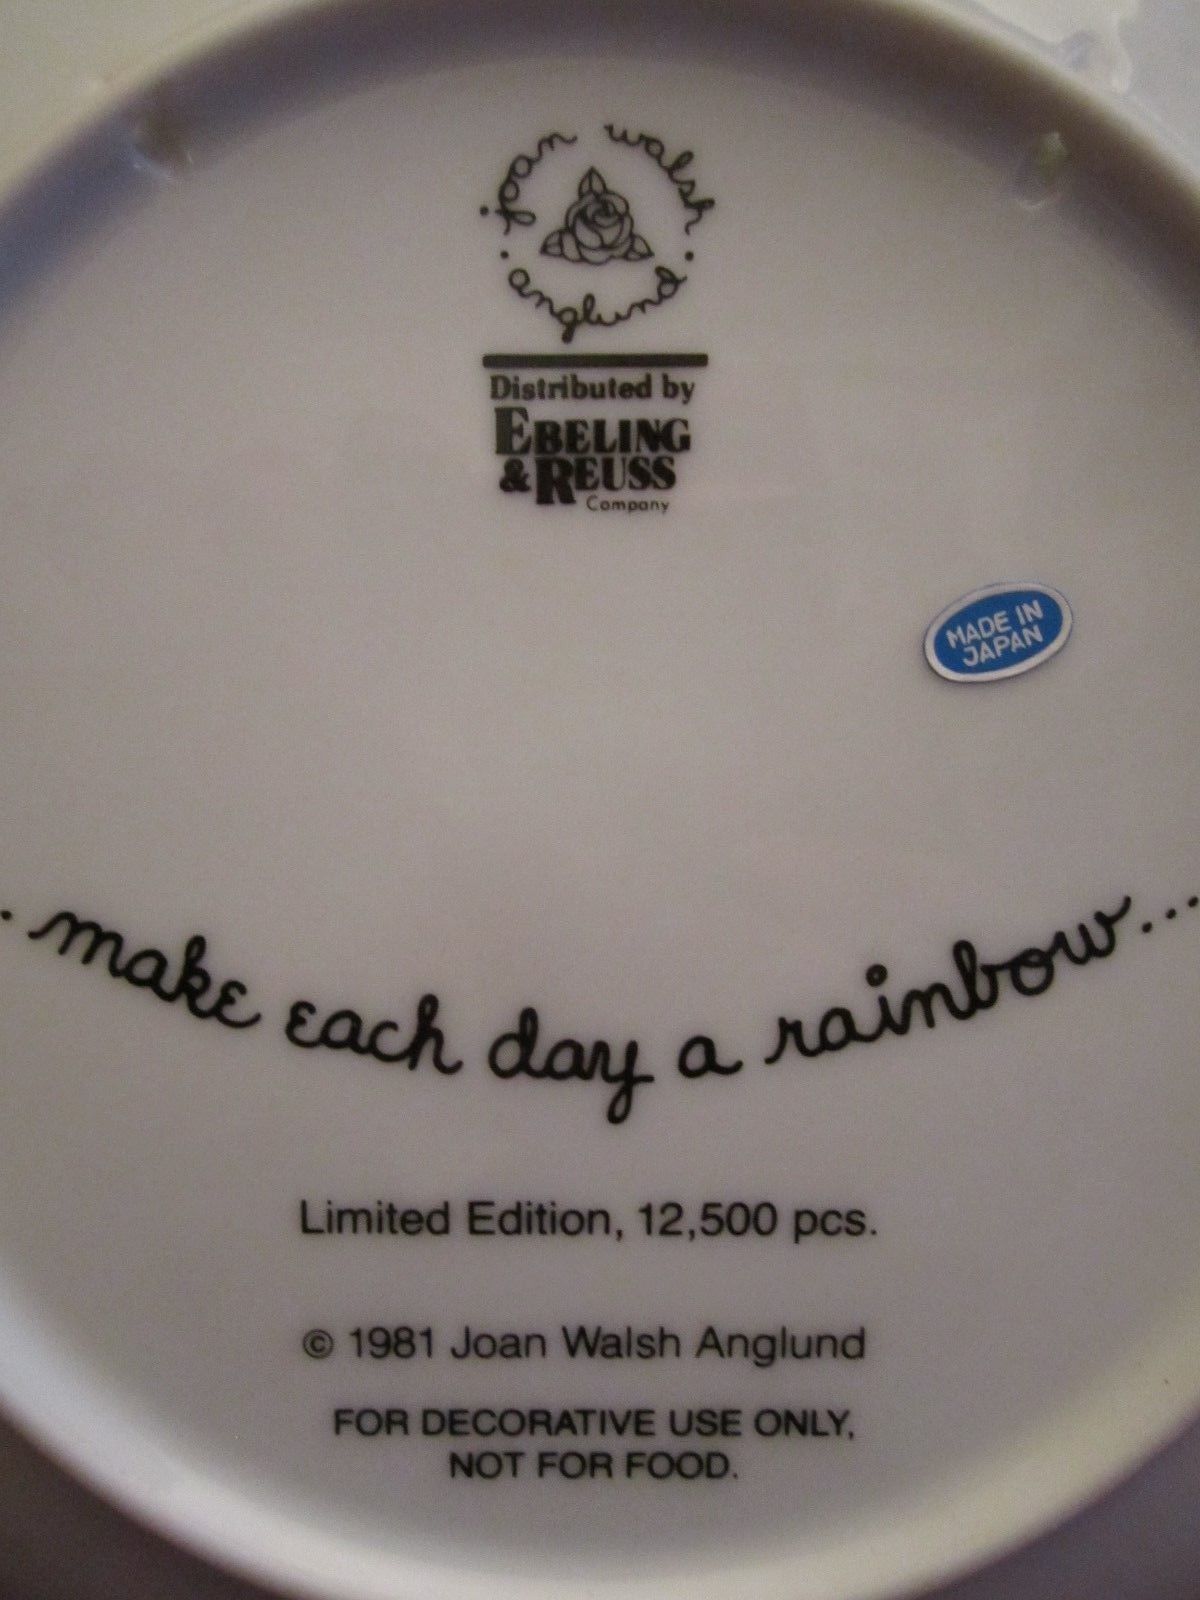 joan walsh
• anglund •
Distributed by
EBELING
& REUSS
Company
MADE IN
JAPAN
. make each day a rainbow...
Limited Edition, 12,500 pcs.
© 1981 Joan Walsh Anglund
FOR DECORATIVE USE ONLY,
NOT FOR FOOD.